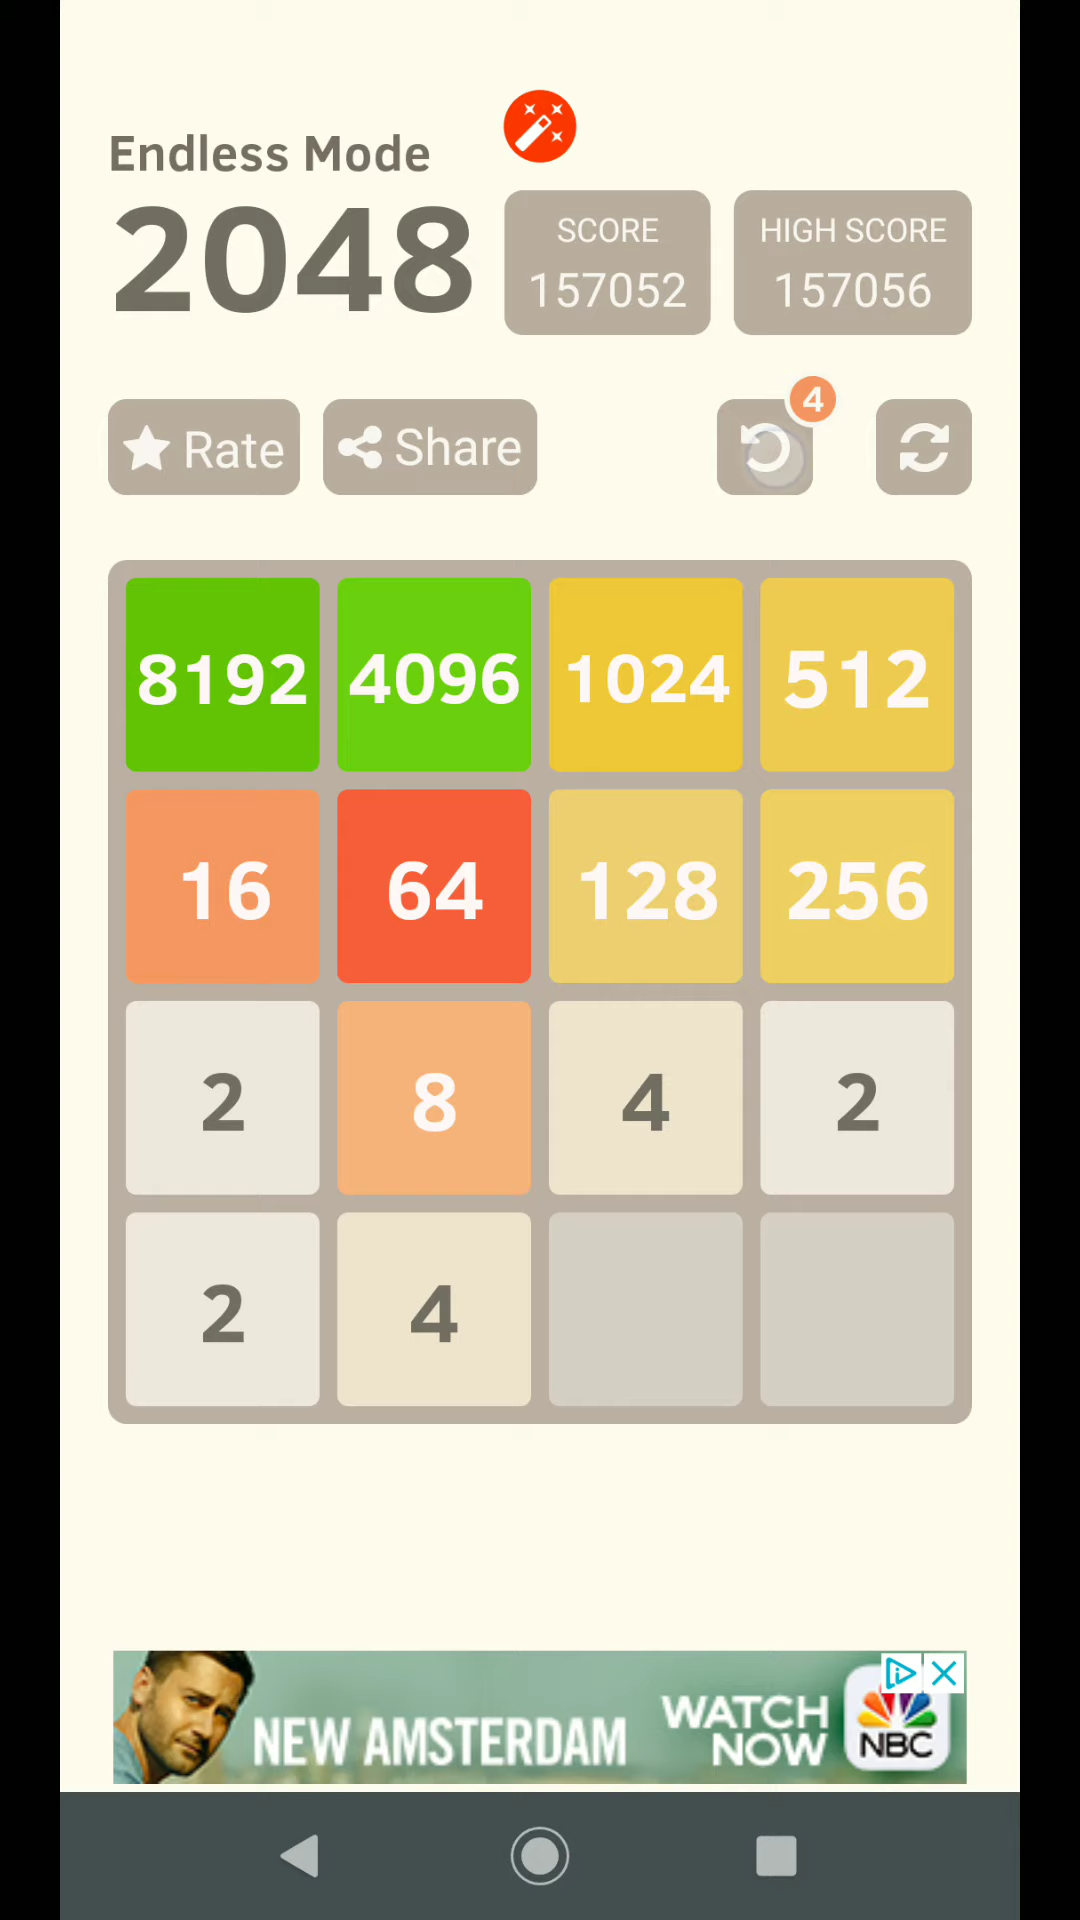 Endless Mode
2048
SCORE
157052
HIGH SCORE
157056
Rate
Share
4
8192 4096 1024 512
16 64 128 256
2 8 4 2
2 4
NEW AMSTERDAM
WATCH
NOW
NBC